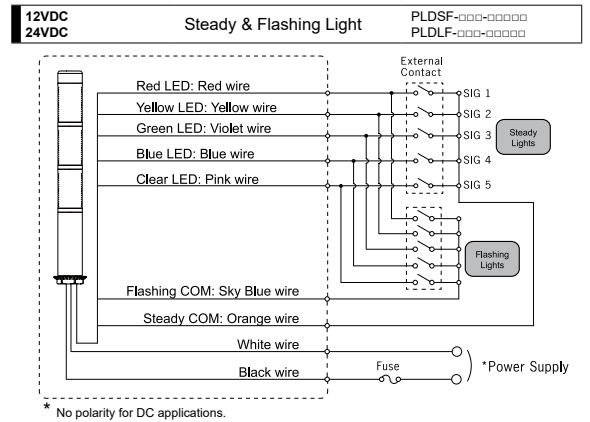 12VDC
24VDC
Steady & Flashing Light
PLDSF-□□□-□□□□□
PLDLF-□□□-□□□□□
External
Contact
Red LED: Red wire
SIG 1
Yellow LED: Yellow wire
SIG 2
Green LED: Violet wire
SIG 3
Steady
Lights
Blue LED: Blue wire
SIG 4
Clear LED: Pink wire
SIG 5
Flashing
Lights
Flashing COM: Sky Blue wire
Steady COM: Orange wire
White wire
Fuse
*Power Supply
Black wire
* No polarity for DC applications.